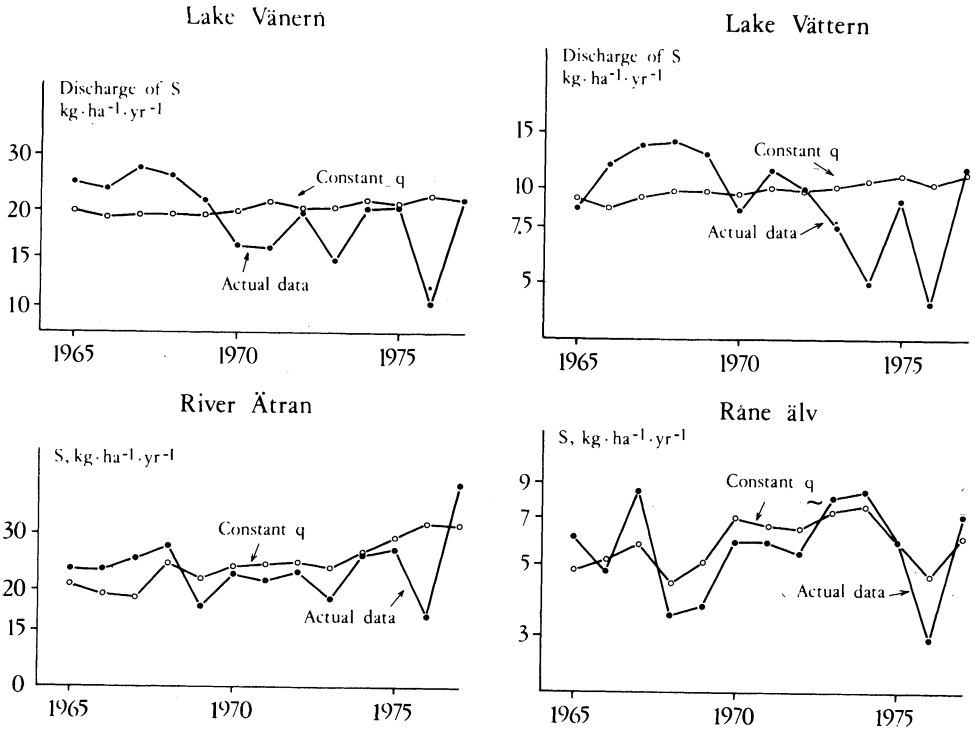 Lake Vänern
Discharge of S
kg·ha⁻¹·yr⁻¹
30
20
15
10
Constant q
Actual data
1965
1970
1975
Lake Vättern
Discharge of S
kg·ha⁻¹·yr⁻¹
15
10
7.5
5
Constant q
Actual data
1965
1970
1975
River Ätran
S, kg·ha⁻¹·yr⁻¹
30
20
15
0
Constant q
Actual data
1965
1970
1975
Råne älv
S, kg·ha⁻¹·yr⁻¹
9
7
5
3
Constant q
~
Actual data
1965
1970
1975